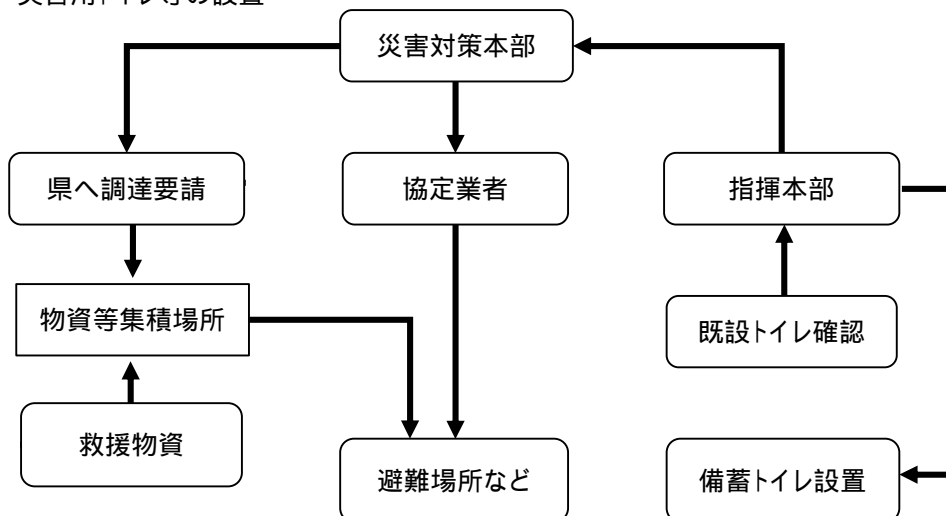 災害用トイレ等の設置
災害対策本部
県へ調達要請
協定業者
指揮本部
物資等集積場所
既設トイレ確認
救援物資
避難場所など
備蓄トイレ設置